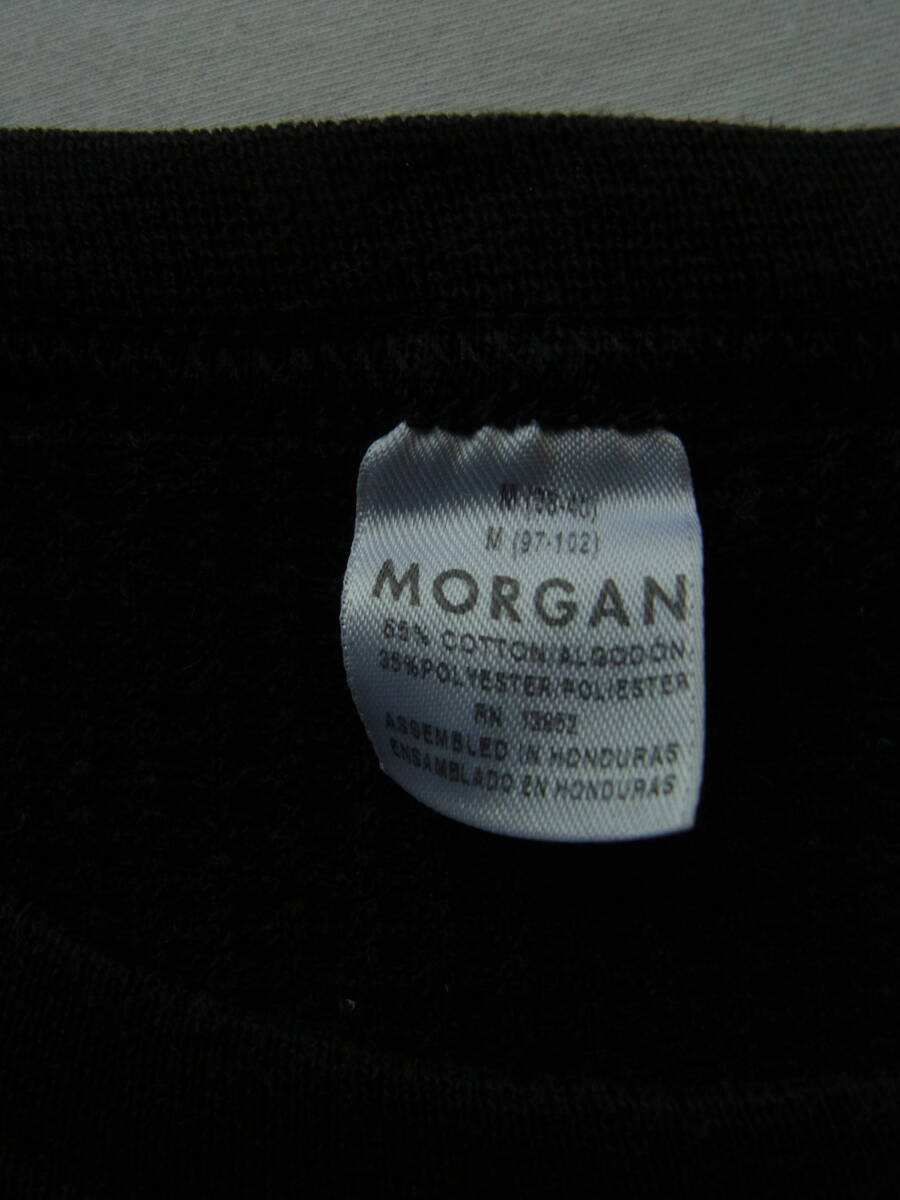 M (38-40)
M (97-102)
MORGAN
65% COTTON/ALGODÓN
35% POLYESTER/POLIESTER
RN 13962
ASSEMBLED IN HONDURAS
ENSAMBLADO EN HONDURAS